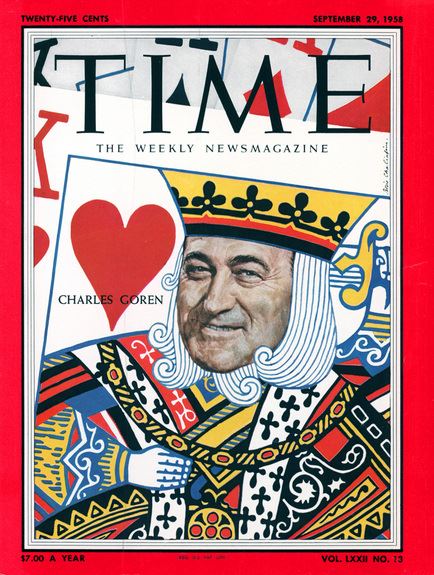 TWENTY-FIVE CENTS
SEPTEMBER 29, 1958
TIME
THE WEEKLY NEWSMAGAZINE
CHARLES GOREN
K
$7.00 A YEAR
VOL. LXXII NO. 13